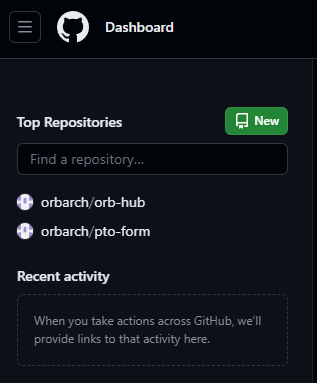 Dashboard
Top Repositories
New
Find a repository...
orbarch/orb-hub
orbarch/pto-form
Recent activity
When you take actions across GitHub, we’ll
provide links to that activity here.